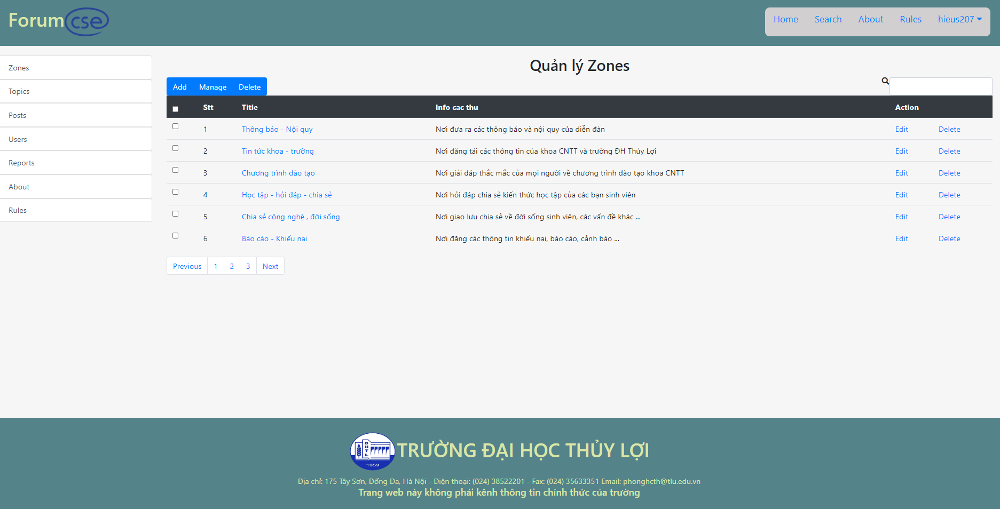 Forum cse
Home Search About Rules hieus207
Zones
Topics
Posts
Users
Reports
About
Rules
Quản lý Zones
Add Manage Delete
Stt Title Info cac thu Action
1 Thông báo - Nội quy Nơi đưa ra các thông báo và nội quy của diễn đàn Edit Delete
2 Tin tức khoa - trường Nơi đăng tải các thông tin của khoa CNTT và trường ĐH Thủy Lợi Edit Delete
3 Chương trình đào tạo Nơi giải đáp thắc mắc của mọi người về chương trình đào tạo khoa CNTT Edit Delete
4 Học tập - hỏi đáp - chia sẻ Nơi hỏi đáp chia sẻ kiến thức học tập của các bạn sinh viên Edit Delete
5 Chia sẻ công nghệ , đời sống Nơi giao lưu chia sẻ về đời sống sinh viên, các vấn đề khác ... Edit Delete
6 Báo cáo - Khiếu nại Nơi đăng các thông tin khiếu nại, báo cáo, cảnh báo ... Edit Delete
Previous 1 2 3 Next
DHTL
1959
TRƯỜNG ĐẠI HỌC THỦY LỢI
Địa chỉ: 175 Tây Sơn, Đống Đa, Hà Nội - Điện thoại: (024) 38522201 - Fax: (024) 35633351 Email: phonghcth@tlu.edu.vn
Trang web này không phải kênh thông tin chính thức của trường